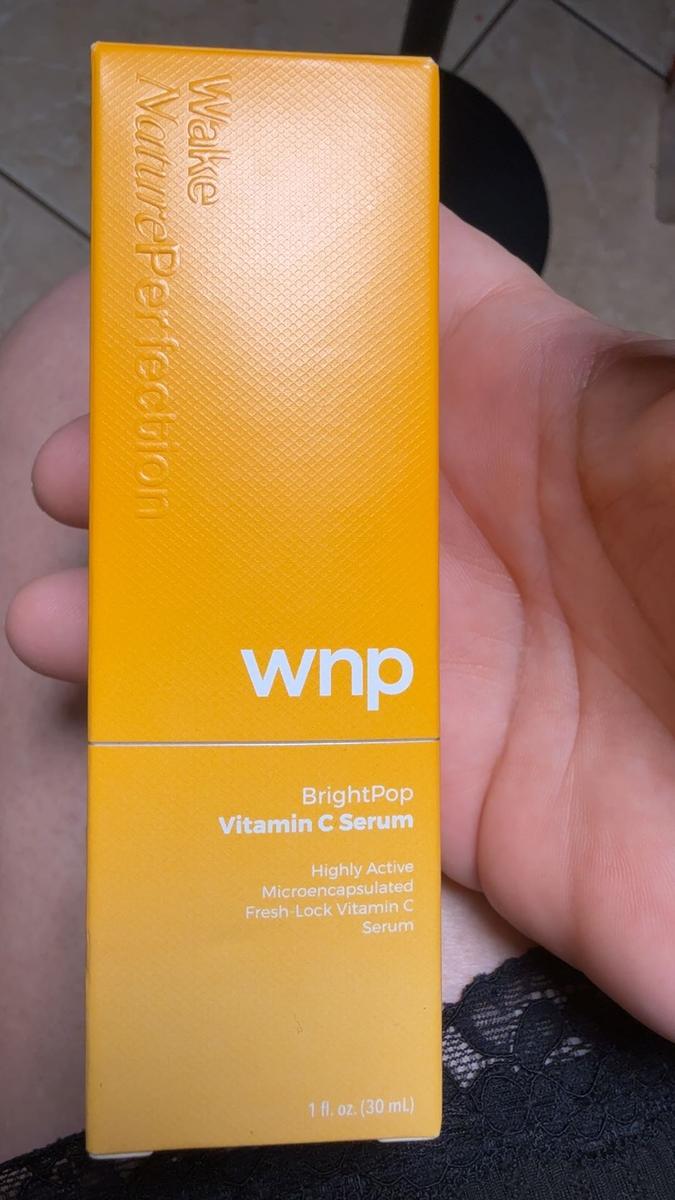 Wake
NaturePerfection
wnp
BrightPop
Vitamin C Serum
Highly Active
Microencapsulated
Fresh-Lock Vitamin C
Serum
1 fl. oz. (30 mL)